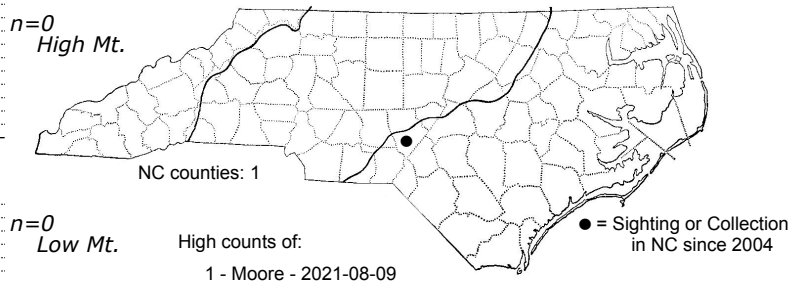 n=0
High Mt.
NC counties: 1
n=0
Low Mt.
High counts of:
1 - Moore - 2021-08-09
● = Sighting or Collection
in NC since 2004